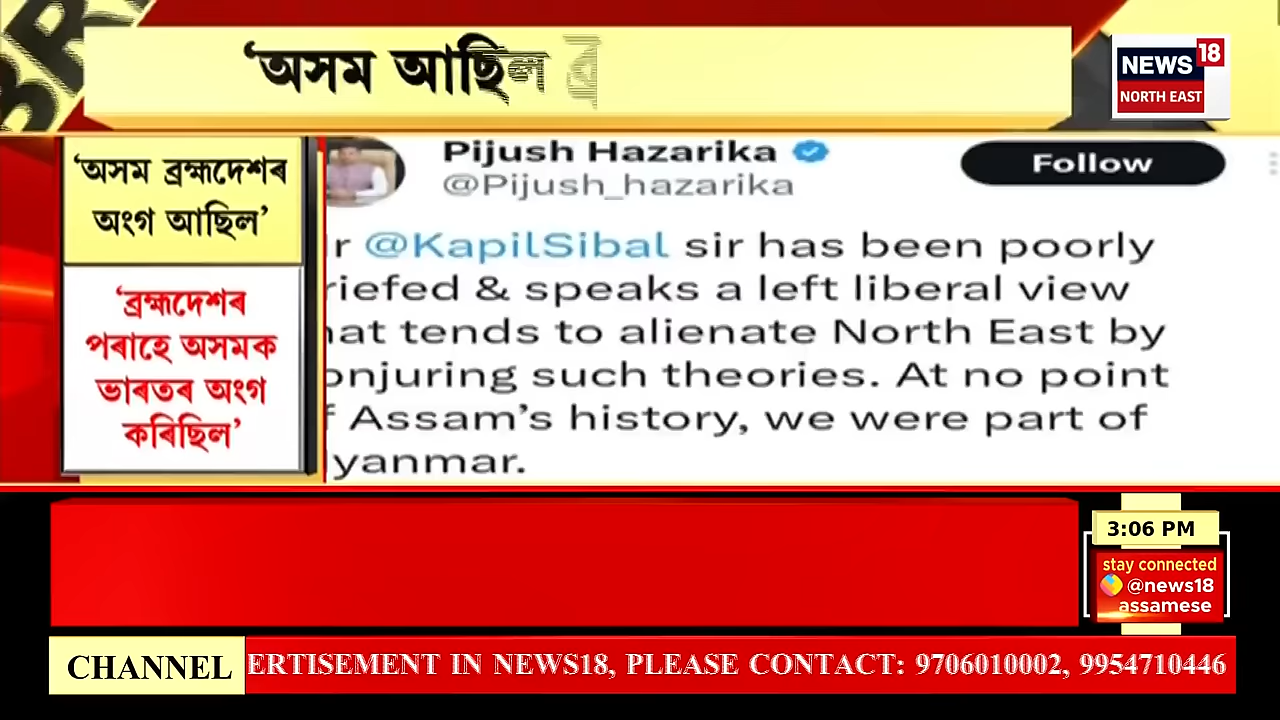 ‘অসম আছিল
NEWS 18
NORTH EAST
‘অসম ব্ৰহ্মদেশৰ
অংগ আছিল’
‘ব্ৰহ্মদেশৰ
পৰাহে অসমক
ভাৰতৰ অংগ
কৰিছিল’
Pijush Hazarika
@Pijush_hazarika
Follow
r @KapilSibal sir has been poorly
riefed & speaks a left liberal view
hat tends to alienate North East by
onjuring such theories. At no point
f Assam’s history, we were part of
yanmar.
3:06 PM
stay connected
@news18
assamese
CHANNEL ERTISEMENT IN NEWS18, PLEASE CONTACT: 9706010002, 9954710446